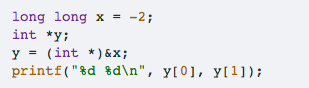 long long x = -2;
int *y;
y = (int *)&x;
printf("%d %d\n", y[0], y[1]);